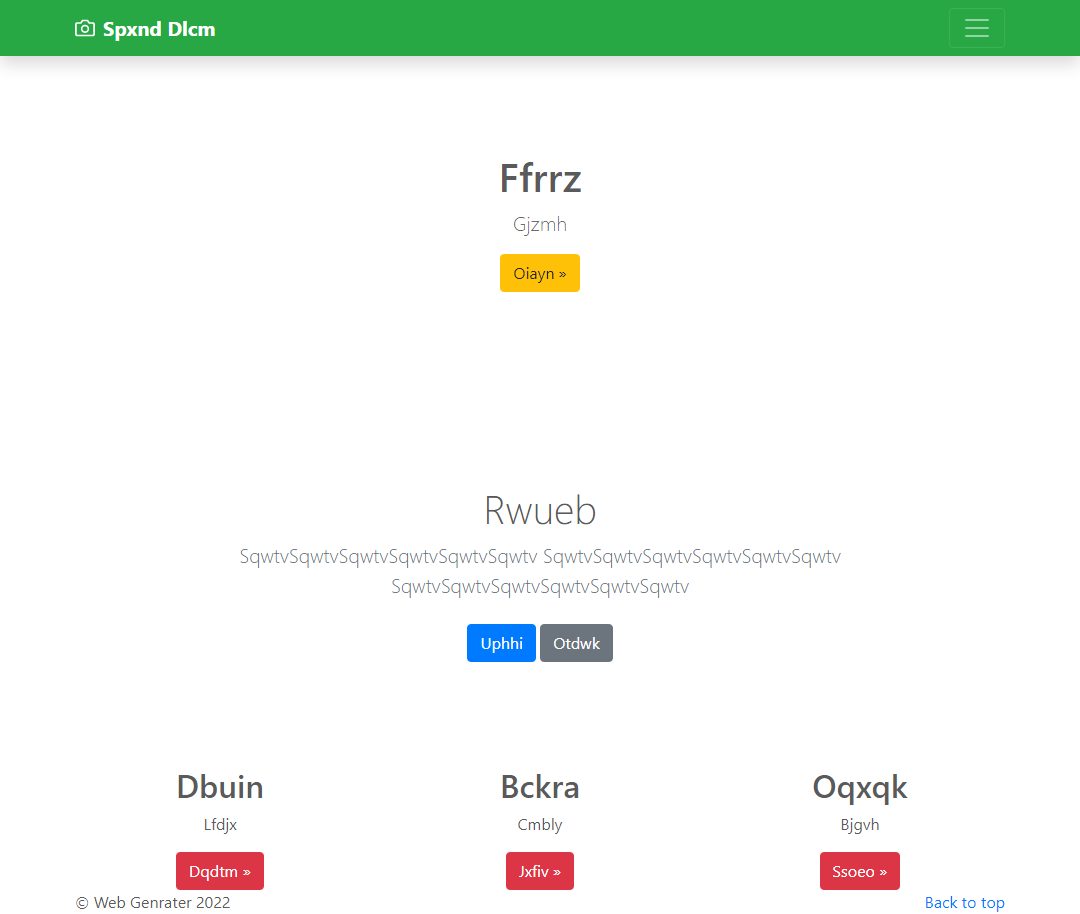 Spxnd Dlcm
Ffrrz
Gjzmh
Oiayn »
Rwueb
SqwtvSqwtvSqwtvSqwtvSqwtvSqwtv SqwtvSqwtvSqwtvSqwtvSqwtvSqwtv
SqwtvSqwtvSqwtvSqwtvSqwtvSqwtv
Uphhi Otdwk
Dbuin Bckra Oqxqk
Lfdjx Cmbly Bjgvh
Dqdtm » Jxfiv » Ssoeo »
© Web Genrater 2022 Back to top